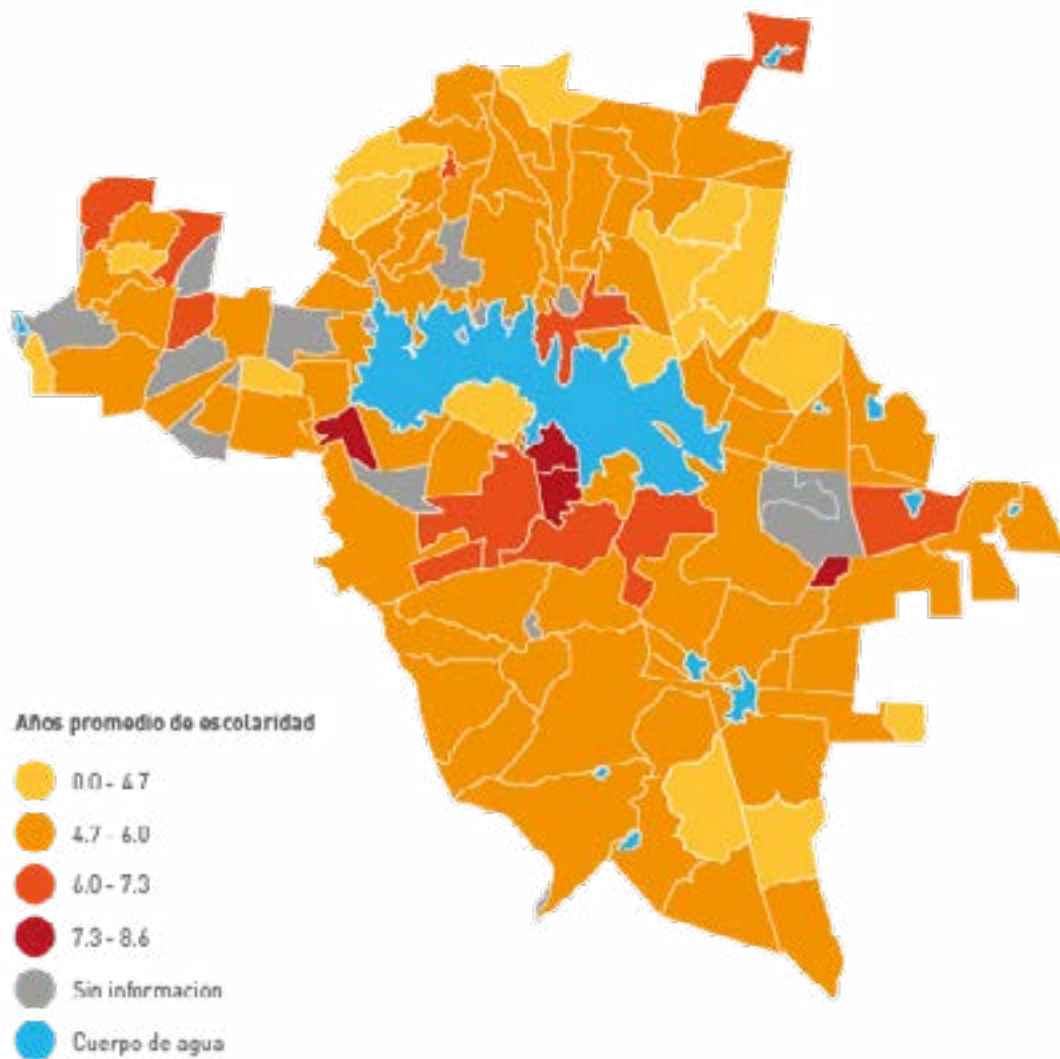 Años promedio de escolaridad
0.0 - 4.7
4.7 - 6.0
6.0 - 7.3
7.3 - 8.6
Sin informacion
Cuerpo de agua